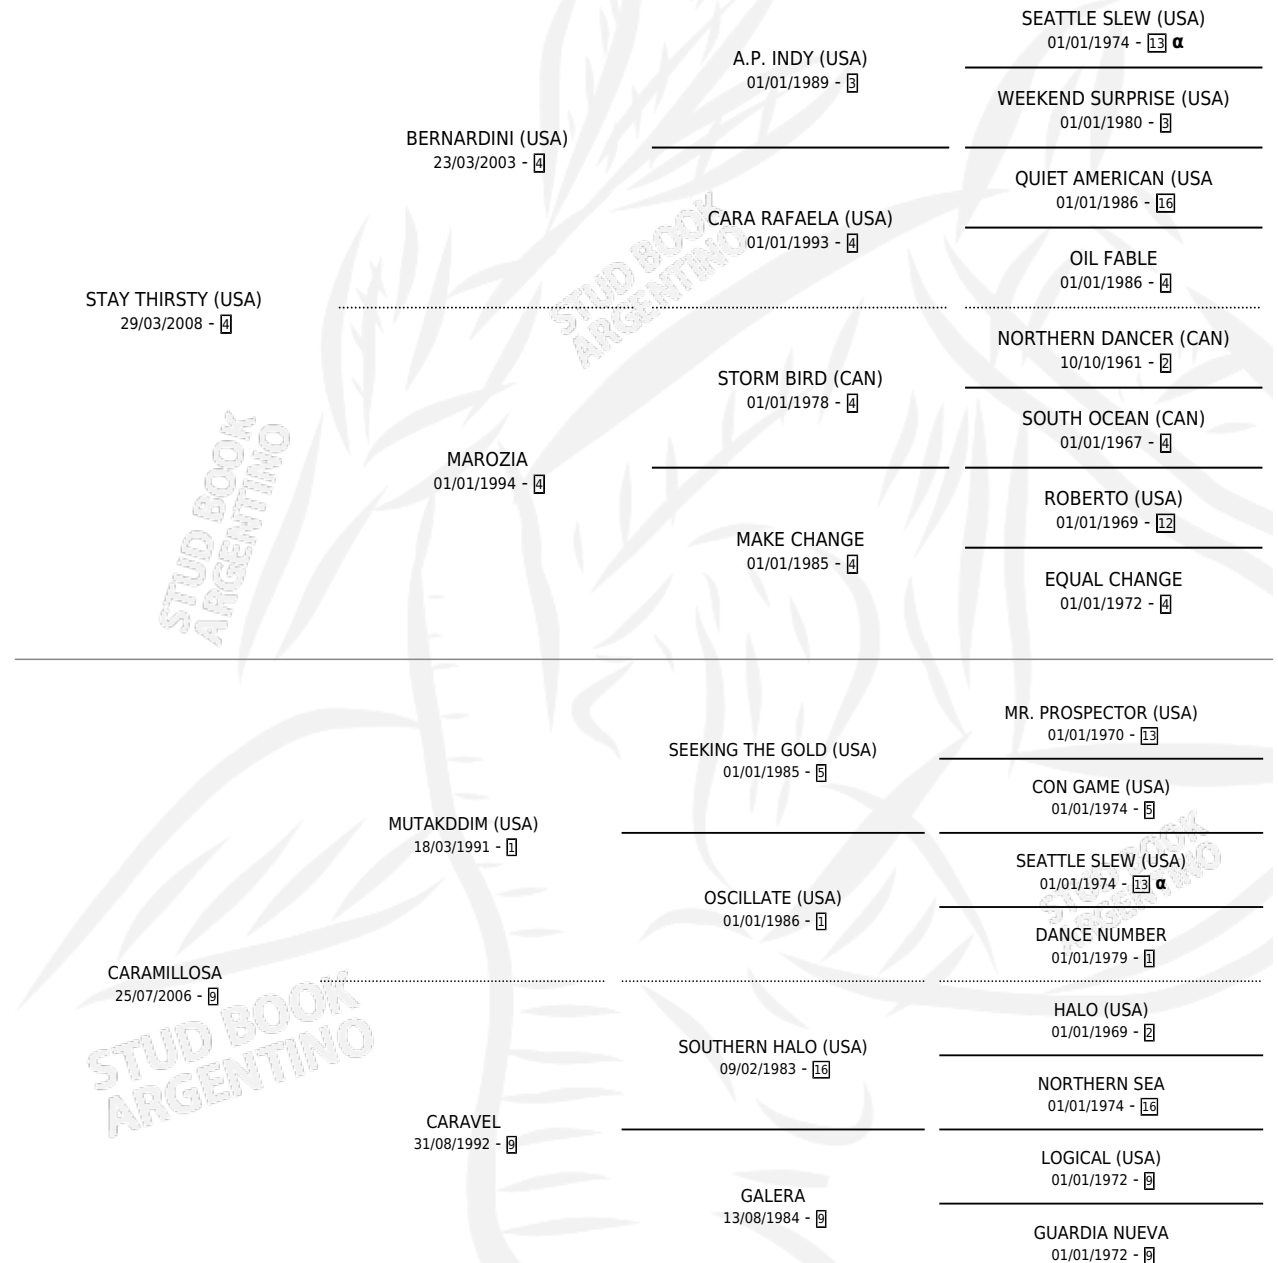 SEATTLE SLEW (USA)
01/01/1974 - 13 α
A.P. INDY (USA)
01/01/1989 - 3
WEEKEND SURPRISE (USA)
01/01/1980 - 3
BERNARDINI (USA)
23/03/2003 - 4
QUIET AMERICAN (USA
01/01/1986 - 16
CARA RAFAELA (USA)
01/01/1993 - 4
OIL FABLE
01/01/1986 - 4
STAY THIRSTY (USA)
29/03/2008 - 4
STUD BOOK
ARGENTINO
NORTHERN DANCER (CAN)
10/10/1961 - 2
STORM BIRD (CAN)
01/01/1978 - 4
SOUTH OCEAN (CAN)
01/01/1967 - 4
MAROZIA
01/01/1994 - 4
ROBERTO (USA)
01/01/1969 - 12
MAKE CHANGE
01/01/1985 - 4
EQUAL CHANGE
01/01/1972 - 4
STUD BOOK
ARGENTINO
MR. PROSPECTOR (USA)
01/01/1970 - 13
SEEKING THE GOLD (USA)
01/01/1985 - 5
CON GAME (USA)
01/01/1974 - 5
MUTAKDDIM (USA)
18/03/1991 - 1
SEATTLE SLEW (USA)
01/01/1974 - 13 α
OSCILLATE (USA)
01/01/1986 - 1
DANCE NUMBER
01/01/1979 - 1
STUD BOOK
ARGENTINO
CARAMILLOSA
25/07/2006 - 9
HALO (USA)
01/01/1969 - 2
SOUTHERN HALO (USA)
09/02/1983 - 16
NORTHERN SEA
01/01/1974 - 16
CARAVEL
31/08/1992 - 9
LOGICAL (USA)
01/01/1972 - 9
GALERA
13/08/1984 - 9
GUARDIA NUEVA
01/01/1972 - 9
STUD BOOK
ARGENTINO